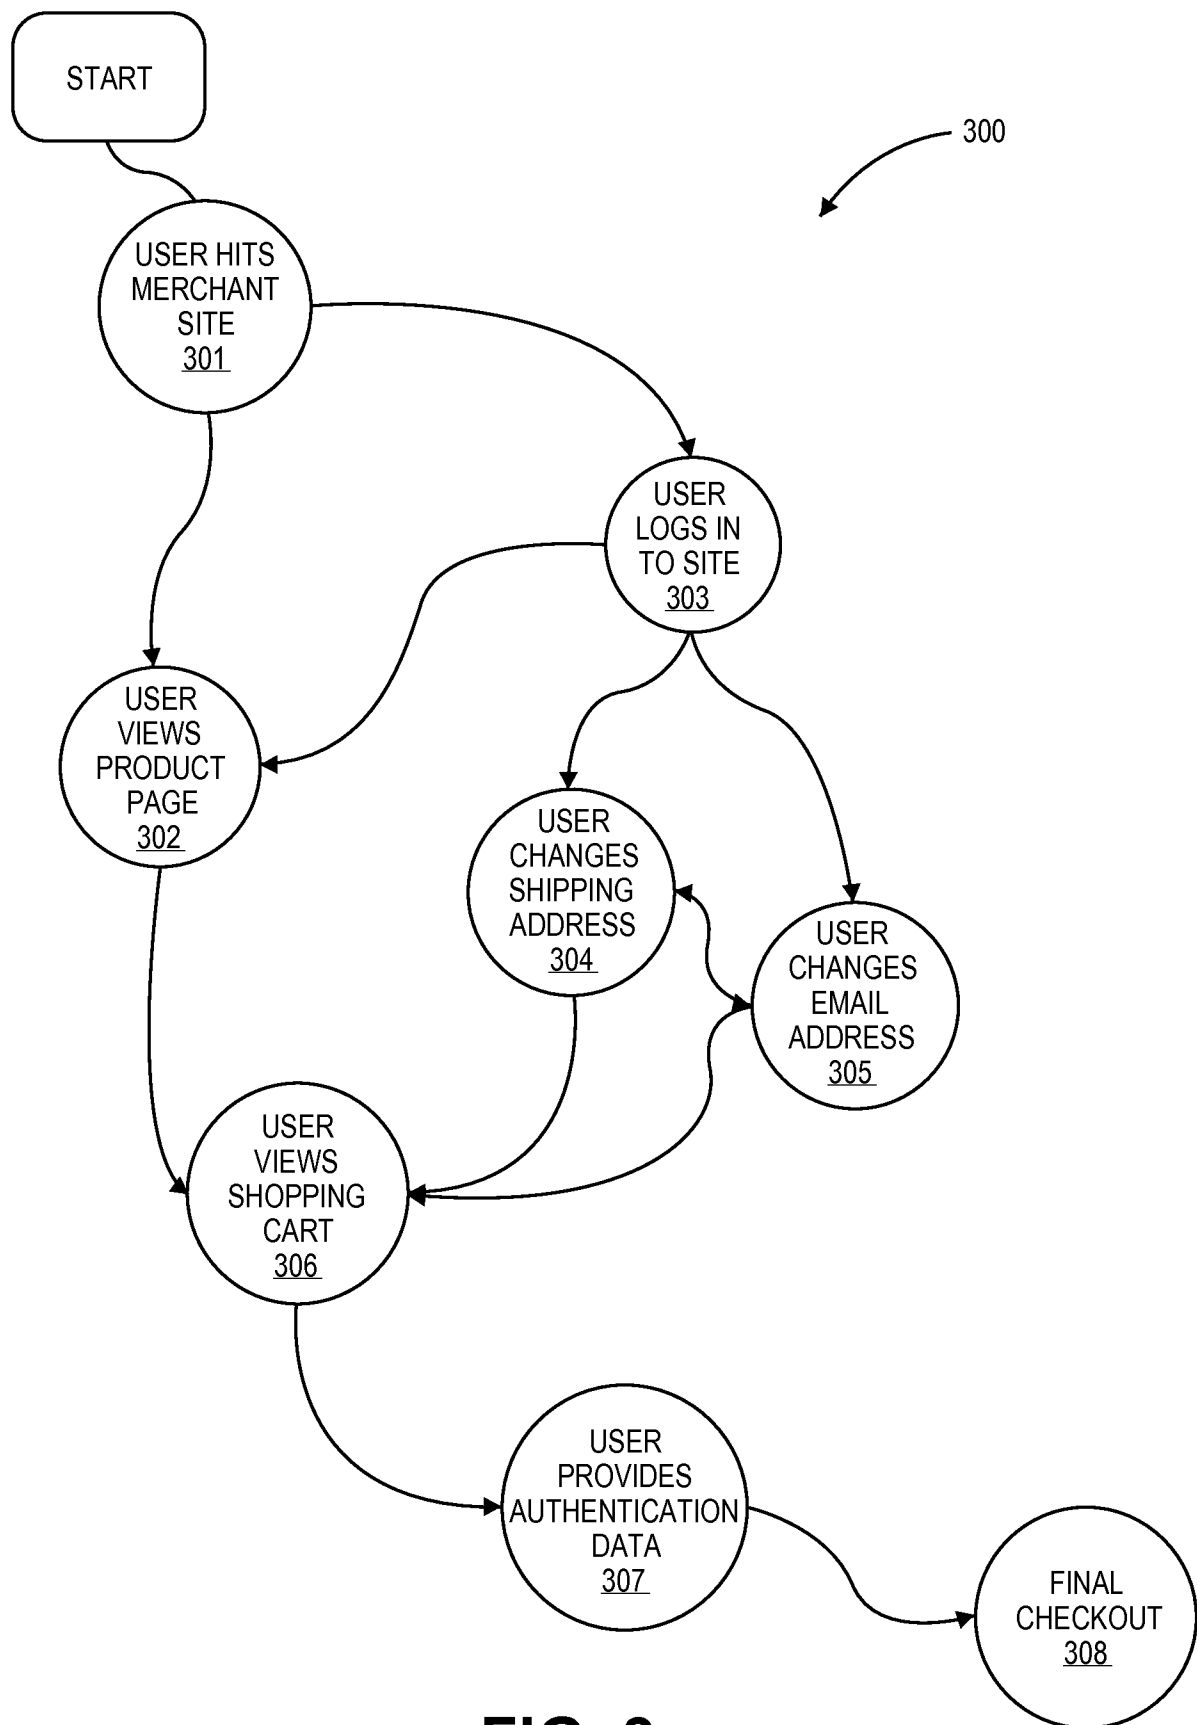 START
300
USER HITS
MERCHANT
SITE
301
USER
LOGS IN
TO SITE
303
USER
VIEWS
PRODUCT
PAGE
302
USER
CHANGES
SHIPPING
ADDRESS
304
USER
CHANGES
EMAIL
ADDRESS
305
USER
VIEWS
SHOPPING
CART
306
USER
PROVIDES
AUTHENTICATION
DATA
307
FINAL
CHECKOUT
308
FIG.